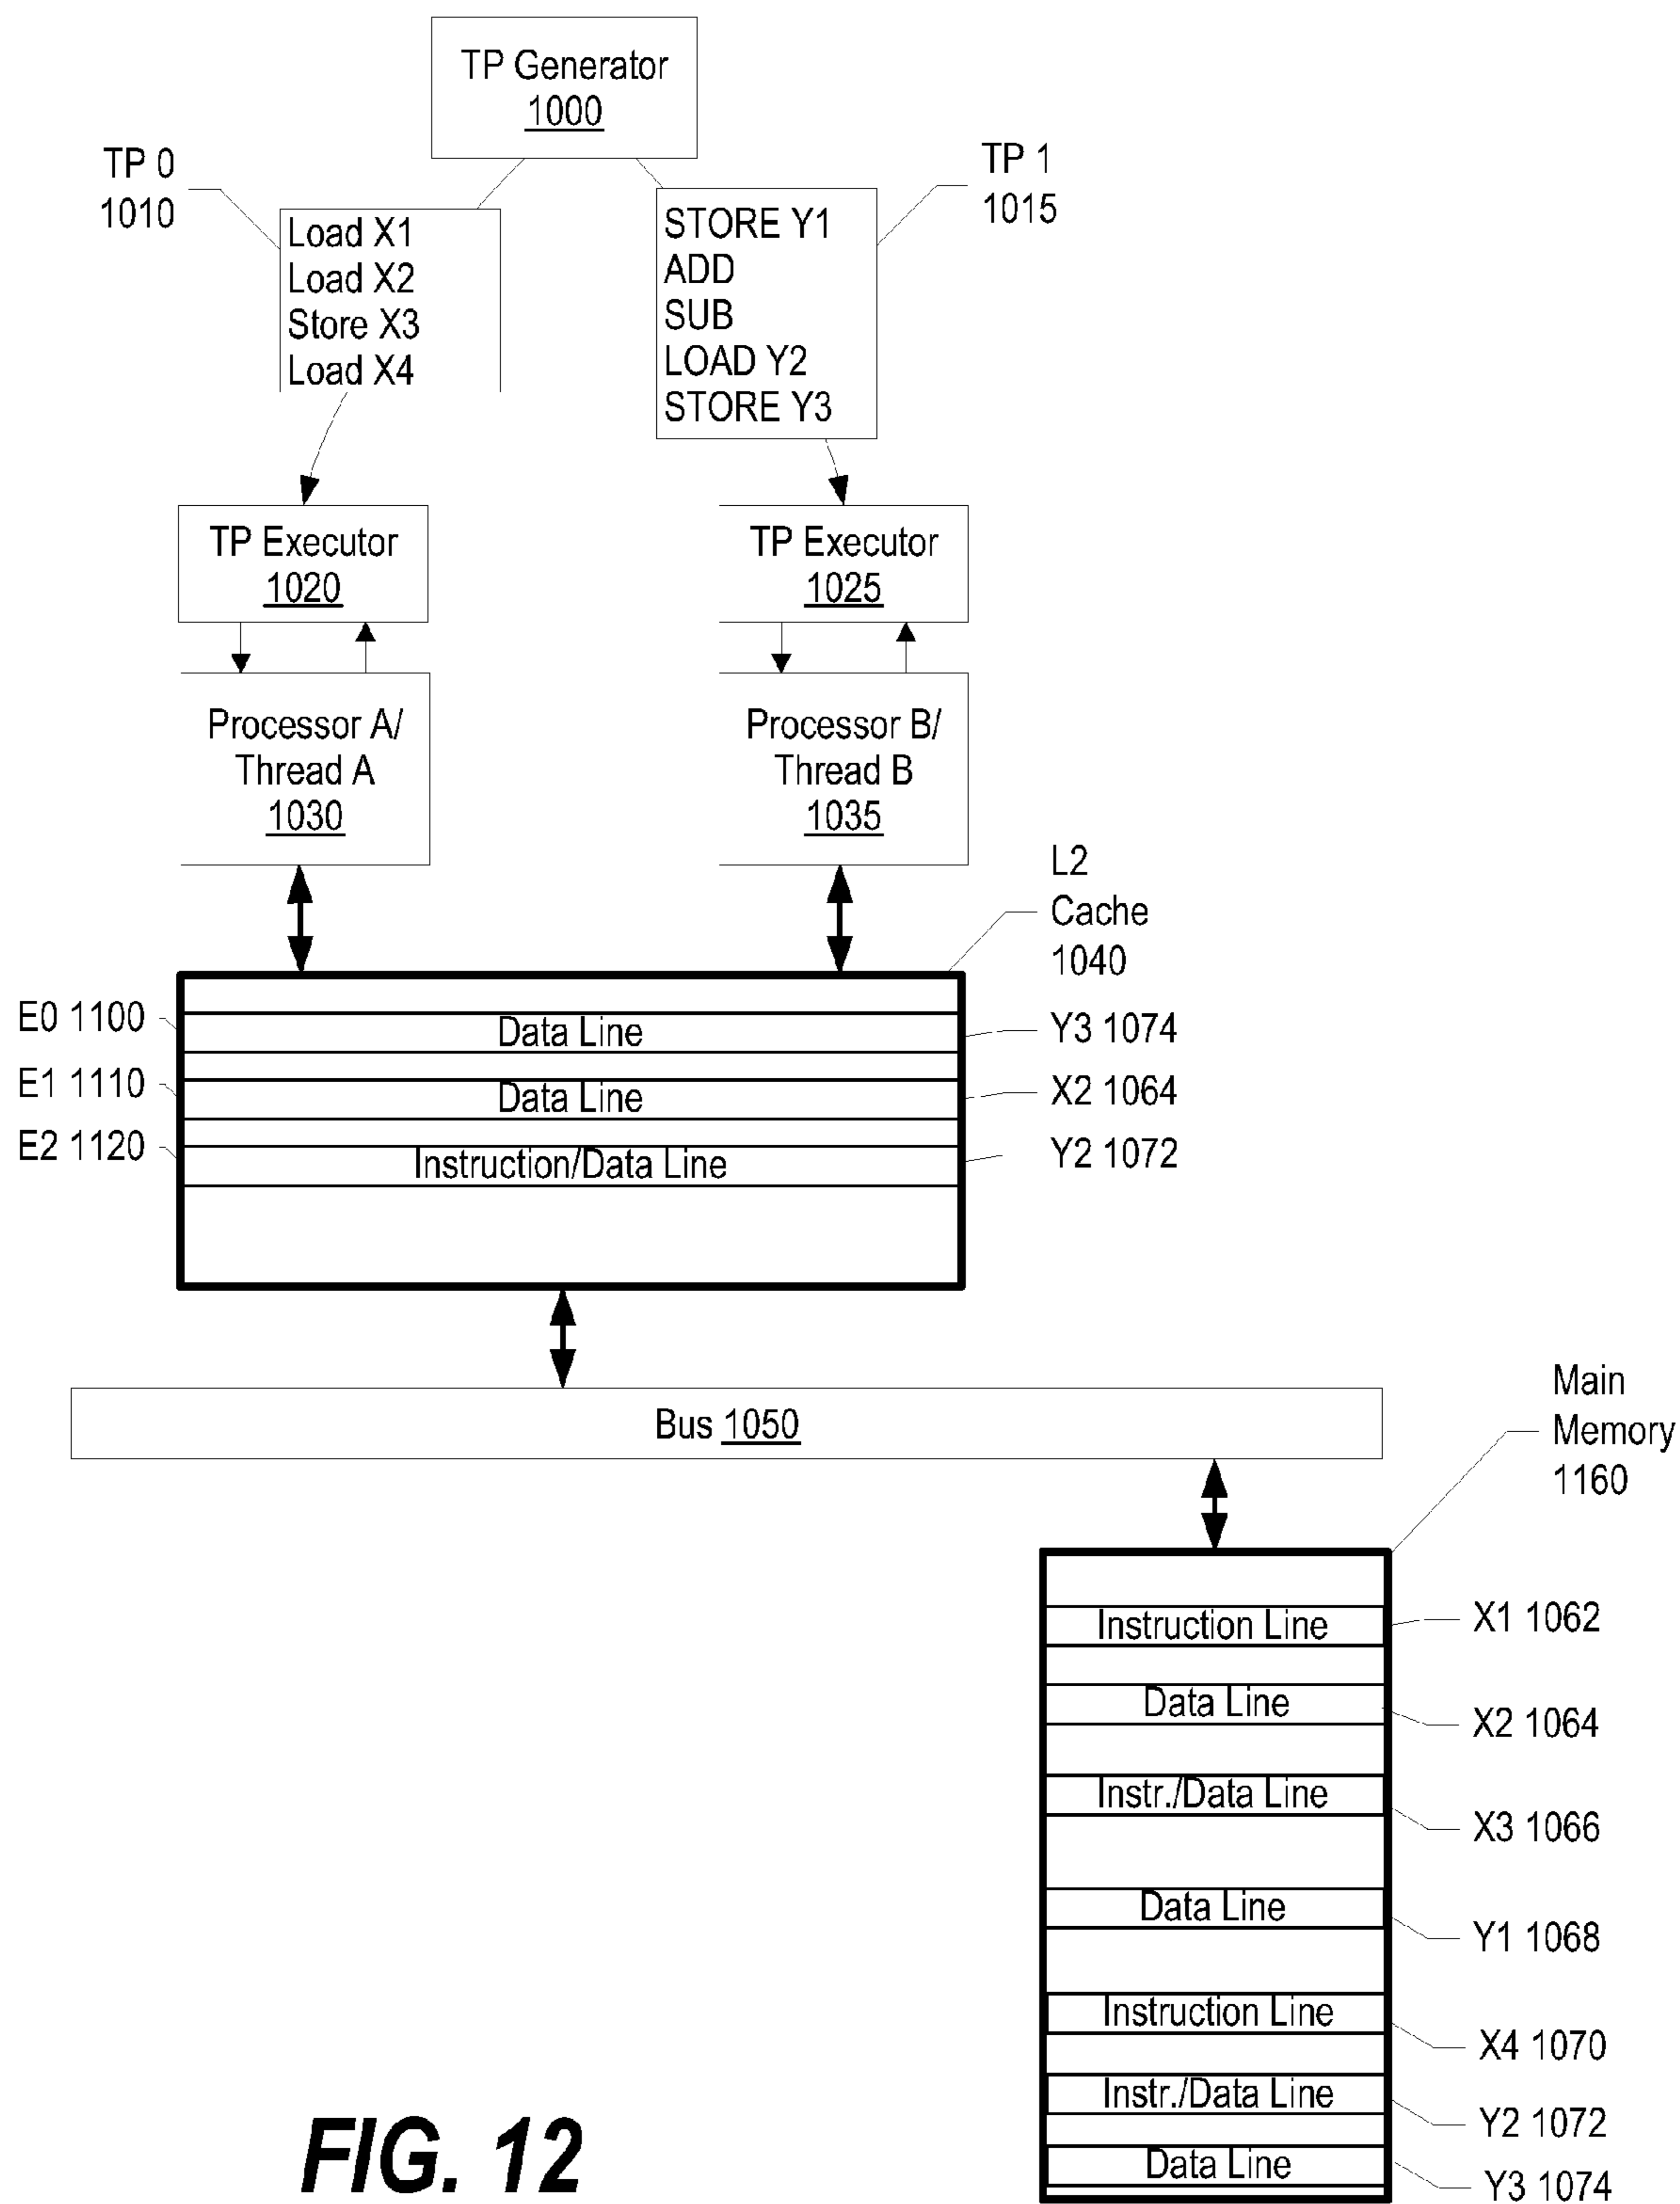 TP Generator
1000
TP 0
1010
TP 1
1015
Load X1
Load X2
Store X3
Load X4
STORE Y1
ADD
SUB
LOAD Y2
STORE Y3
TP Executor
1020
TP Executor
1025
Processor A/
Thread A
1030
Processor B/
Thread B
1035
L2
Cache
1040
E0 1100
Data Line
Y3 1074
E1 1110
Data Line
X2 1064
E2 1120
Instruction/Data Line
Y2 1072
Bus 1050
Main
Memory
1160
Instruction Line
X1 1062
Data Line
X2 1064
Instr./Data Line
X3 1066
Data Line
Y1 1068
Instruction Line
X4 1070
Instr./Data Line
Y2 1072
Data Line
Y3 1074
FIG. 12